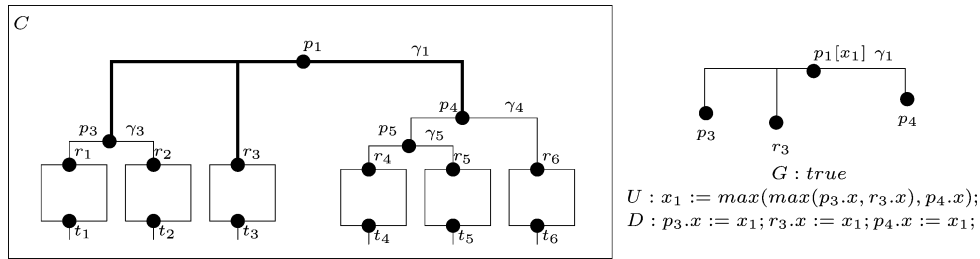 C
p₁ γ₁
p₄ γ₄
p₃ γ₃
p₅ γ₅
r₁ r₂ r₃ r₄ r₅ r₆
t₁ t₂ t₃ t₄ t₅ t₆
p₁[x₁] γ₁
p₃ r₃ p₄
G : true
U : x₁ := max(max(p₃.x, r₃.x), p₄.x);
D : p₃.x := x₁; r₃.x := x₁; p₄.x := x₁;